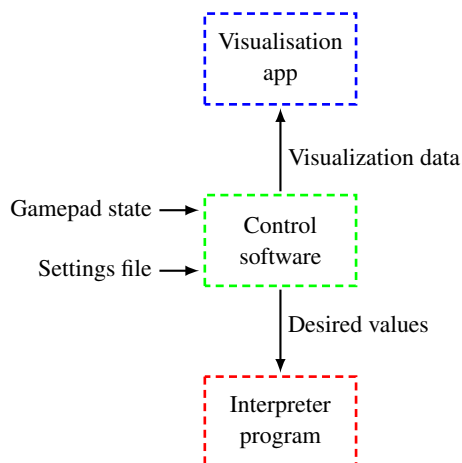 Visualisation
app
Visualization data
Gamepad state
Control
software
Settings file
Desired values
Interpreter
program